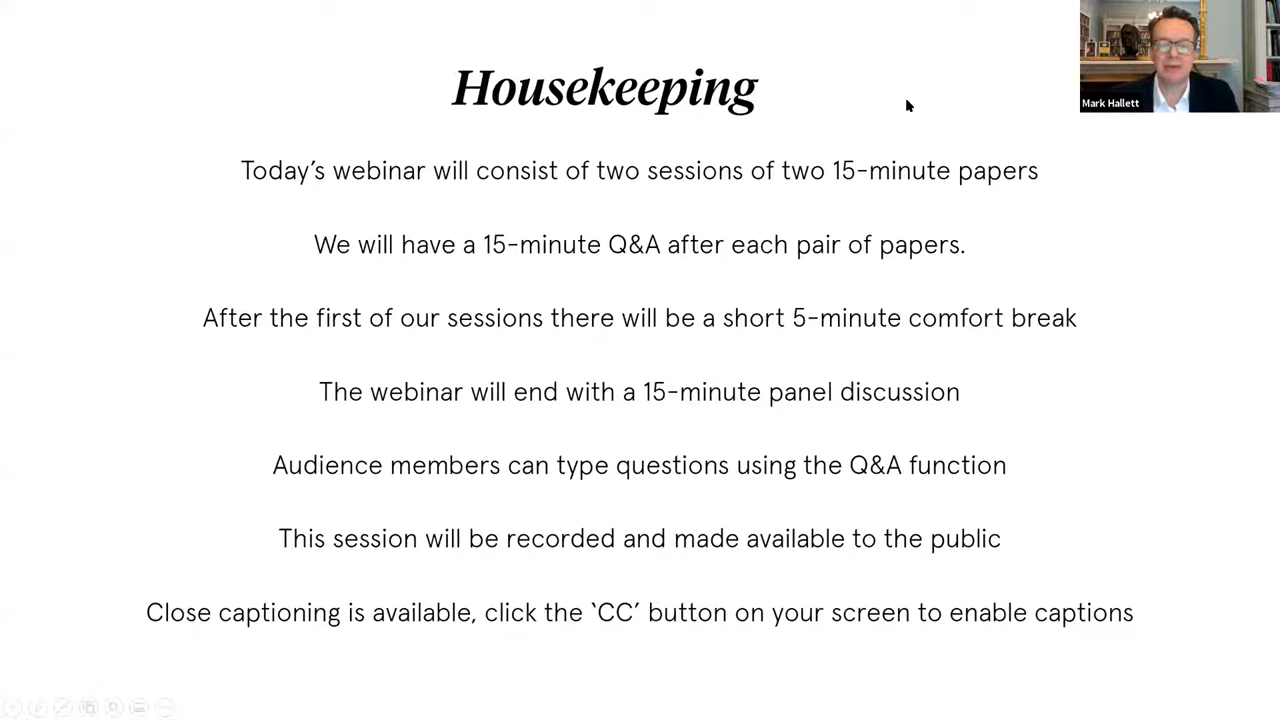 Housekeeping
Mark Hallett
Today’s webinar will consist of two sessions of two 15-minute papers
We will have a 15-minute Q&A after each pair of papers.
After the first of our sessions there will be a short 5-minute comfort break
The webinar will end with a 15-minute panel discussion
Audience members can type questions using the Q&A function
This session will be recorded and made available to the public
Close captioning is available, click the ‘CC’ button on your screen to enable captions